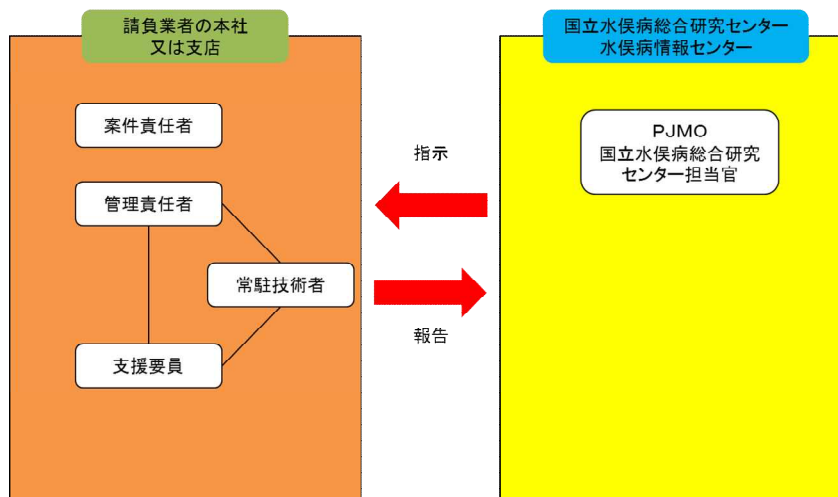 請負業者の本社
又は支店
案件責任者
管理責任者
常駐技術者
支援要員
指示
報告
国立水俣病総合研究センター
水俣病情報センター
PJMO
国立水俣病総合研究
センター担当官